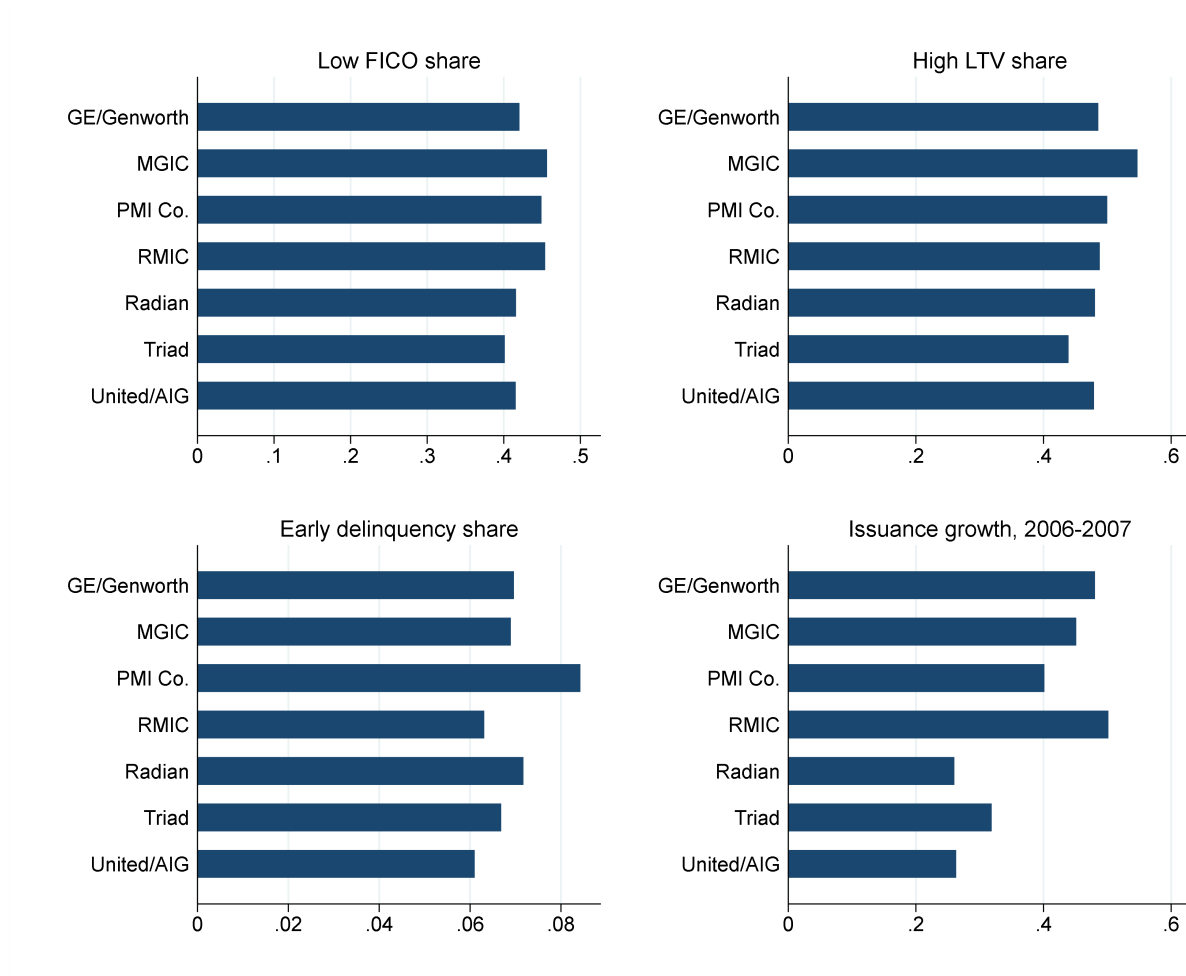 Low FICO share
GE/Genworth
MGIC
PMI Co.
RMIC
Radian
Triad
United/AIG
0 .1 .2 .3 .4 .5
High LTV share
GE/Genworth
MGIC
PMI Co.
RMIC
Radian
Triad
United/AIG
0 .2 .4 .6
Early delinquency share
GE/Genworth
MGIC
PMI Co.
RMIC
Radian
Triad
United/AIG
0 .02 .04 .06 .08
Issuance growth, 2006-2007
GE/Genworth
MGIC
PMI Co.
RMIC
Radian
Triad
United/AIG
0 .2 .4 .6